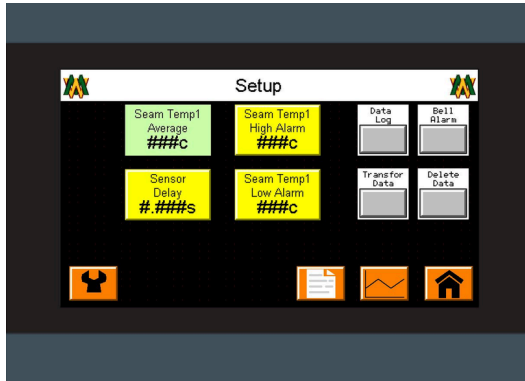 Setup
Seam Temp1
Average
###c
Seam Temp1
High Alarm
###c
Data
Log
Bell
Alarm
Sensor
Delay
#.###s
Seam Temp1
Low Alarm
###c
Transfor
Data
Delete
Data